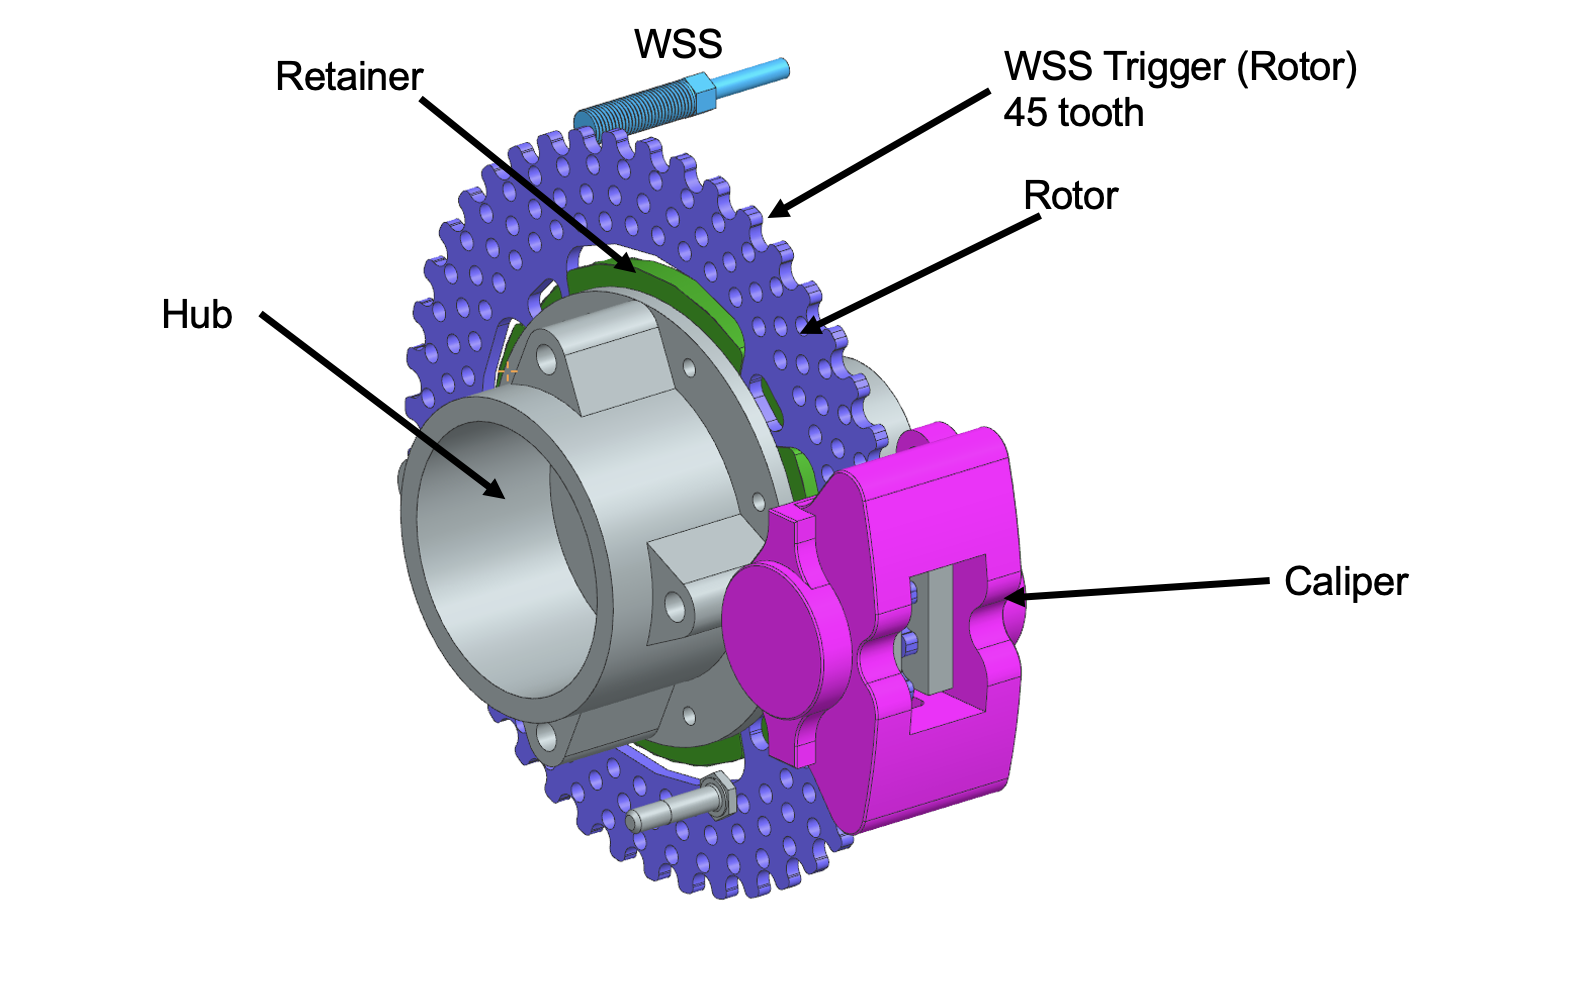 WSS
Retainer
WSS Trigger (Rotor)
45 tooth
Rotor
Hub
Caliper